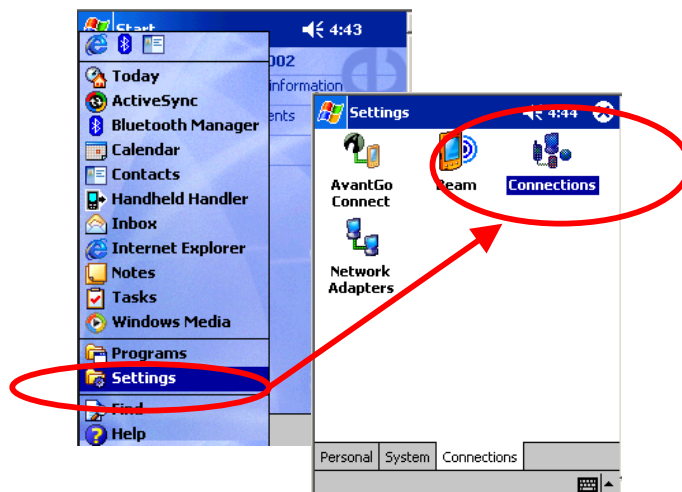 Start
4:43
Today
ActiveSync
Bluetooth Manager
Calendar
Contacts
Handheld Handler
Inbox
Internet Explorer
Notes
Tasks
Windows Media
Programs
Settings
Find
Help
002
information
ents
Settings
4:44
AvantGo
Connect
Beam
Connections
Network
Adapters
Personal
System
Connections